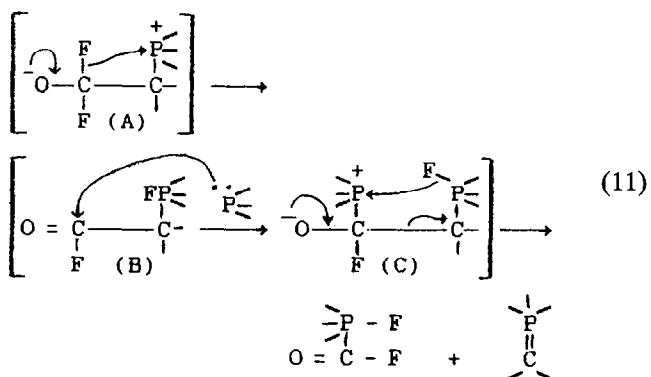 F P +
- O - C - C -
F (A)
O = C - C - F FP P (B)
+ P F P
- O - C - C -
F (C)
(11)
P - F P
O = C - F + C